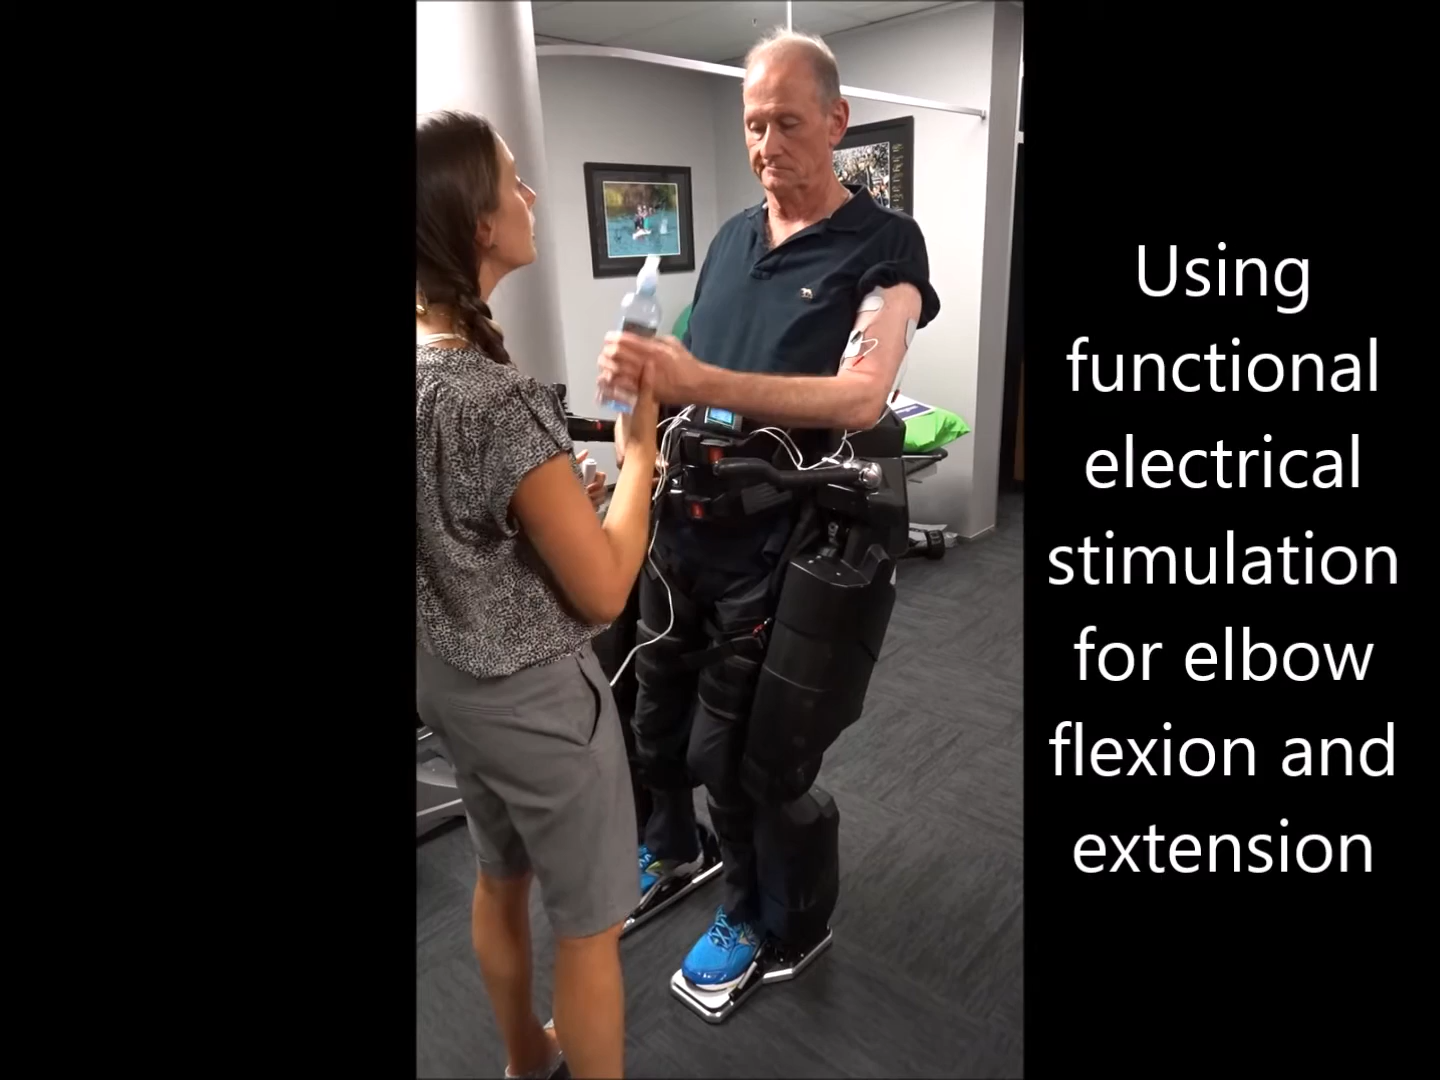 Using
functional
electrical
stimulation
for elbow
flexion and
extension